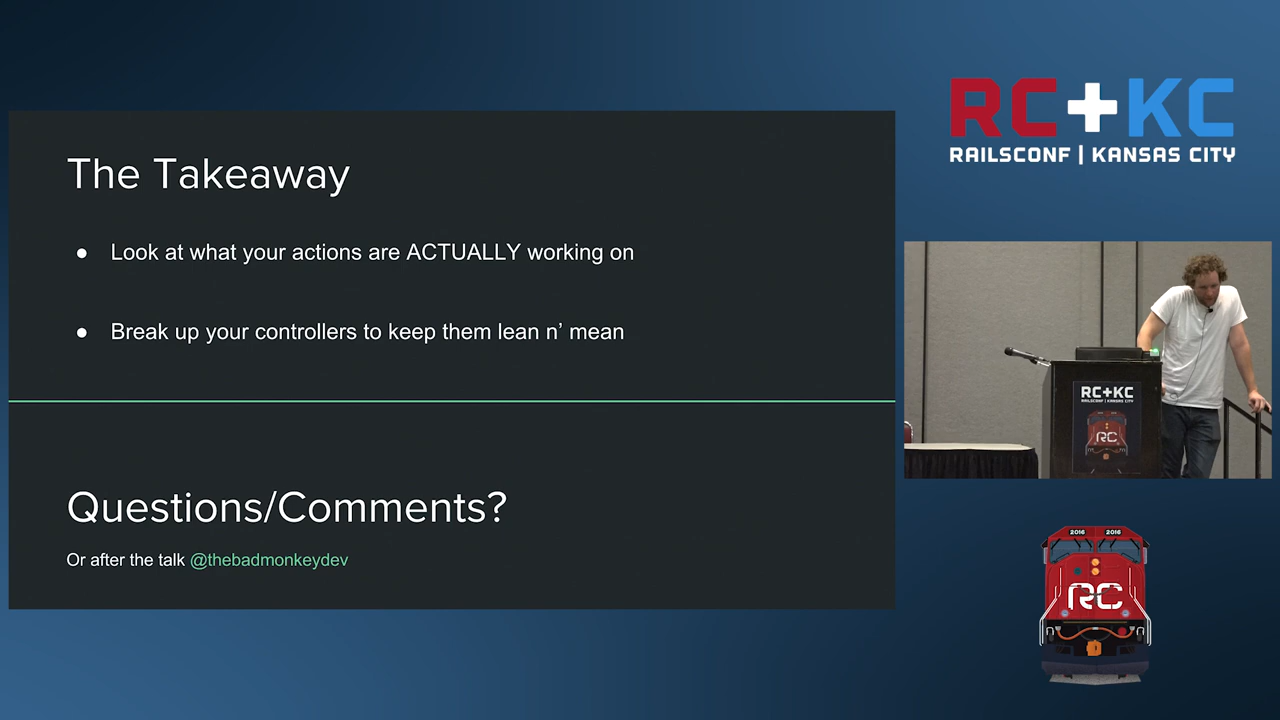 The Takeaway
● Look at what your actions are ACTUALLY working on
● Break up your controllers to keep them lean n’ mean
Questions/Comments?
Or after the talk @thebadmonkeydev
RC+KC
RAILSCONF | KANSAS CITY
RC+KC
RAILSCONF | KANSAS CITY
RC
2016 2016
RC